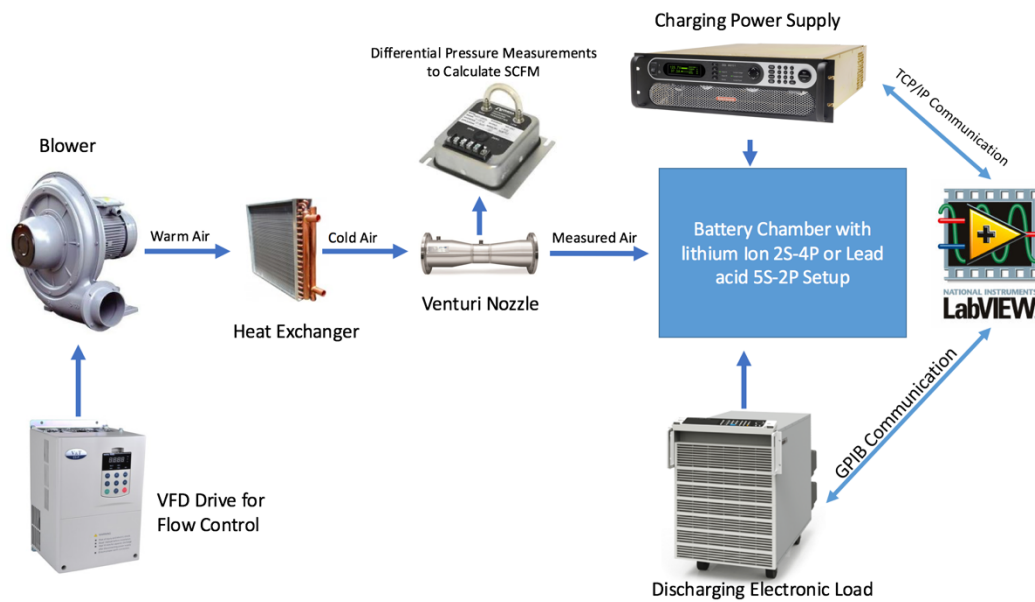 Charging Power Supply
Differential Pressure Measurements
to Calculate SCFM
TCP/IP Communication
Blower
Warm Air
Cold Air
Measured Air
Battery Chamber with
lithium Ion 2S-4P or Lead
acid 5S-2P Setup
NATIONAL INSTRUMENTS
LabVIEW
Heat Exchanger
Venturi Nozzle
GPIB Communication
VFD Drive for
Flow Control
Discharging Electronic Load